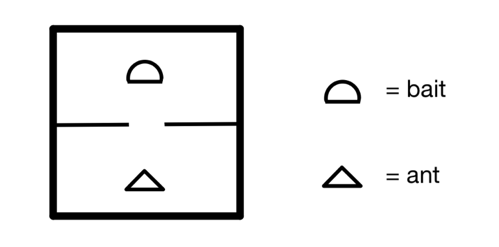 = bait
= ant